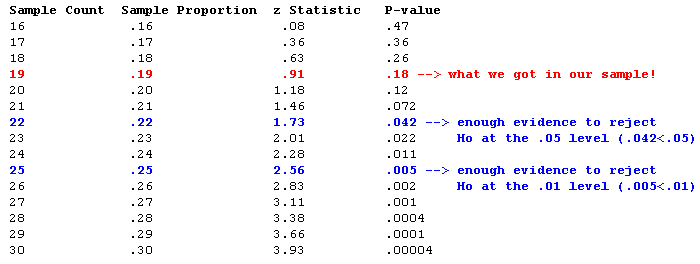 Sample Count Sample Proportion z Statistic P-value
16 .16 .08 .47
17 .17 .36 .36
18 .18 .63 .26
19 .19 .91 .18 --> what we got in our sample!
20 .20 1.18 .12
21 .21 1.46 .072
22 .22 1.73 .042 --> enough evidence to reject
23 .23 2.01 .022 Ho at the .05 level (.042<.05)
24 .24 2.28 .011
25 .25 2.56 .005 --> enough evidence to reject
26 .26 2.83 .002 Ho at the .01 level (.005<.01)
27 .27 3.11 .001
28 .28 3.38 .0004
29 .29 3.66 .0001
30 .30 3.93 .00004